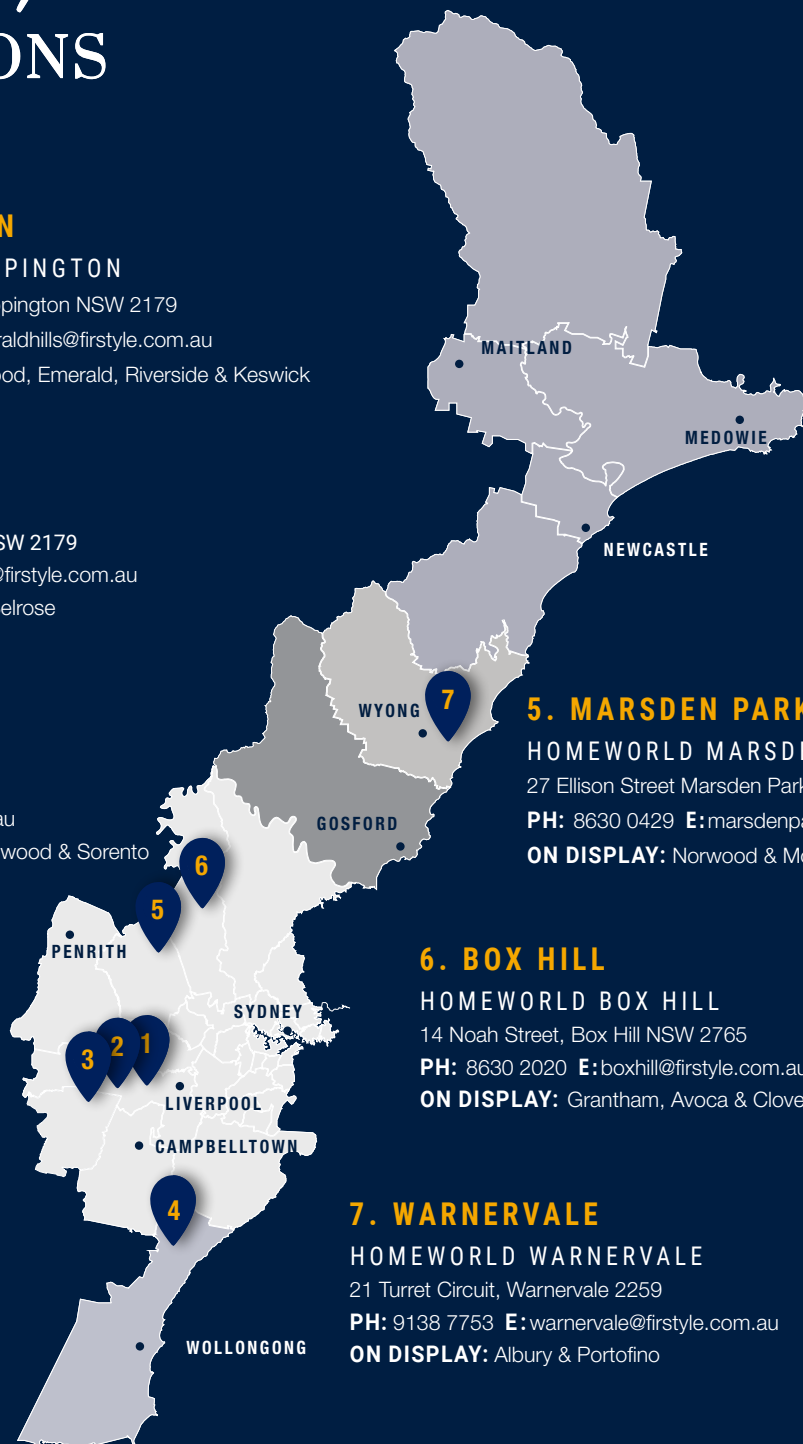 ONS
N
PPINGTON
ppington NSW 2179
raldhills@firstyle.com.au
ood, Emerald, Riverside & Keswick
SW 2179
@firstyle.com.au
elrose
au
wood & Sorento
MAITLAND
MEDOWIE
NEWCASTLE
WYONG
7
GOSFORD
6
5
PENRITH
SYDNEY
3
2
1
LIVERPOOL
CAMPBELLTOWN
4
WOLLONGONG
5. MARSDEN PARK
HOMEWORLD MARSD
27 Ellison Street Marsden Park
PH: 8630 0429 E: marsdenpa
ON DISPLAY: Norwood & Mo
6. BOX HILL
HOMEWORLD BOX HILL
14 Noah Street, Box Hill NSW 2765
PH: 8630 2020 E: boxhill@firstyle.com.au
ON DISPLAY: Grantham, Avoca & Clove
7. WARNERVALE
HOMEWORLD WARNERVALE
21 Turret Circuit, Warnervale 2259
PH: 9138 7753 E: warnervale@firstyle.com.au
ON DISPLAY: Albury & Portofino